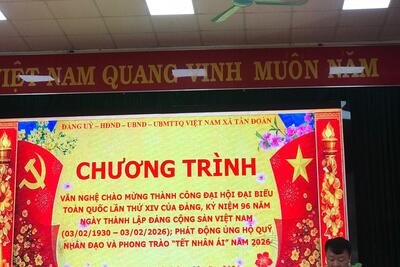 VIỆT NAM QUANG VINH MUÔN NĂM
ĐẢNG UỶ - HĐND - UBND - UBMTTQ VIỆT NAM XÃ TÂN ĐOÀN
CHƯƠNG TRÌNH
VĂN NGHỆ CHÀO MỪNG THÀNH CÔNG ĐẠI HỘI ĐẠI BIỂU
TOÀN QUỐC LẦN THỨ XIV CỦA ĐẢNG, KỶ NIỆM 96 NĂM
NGÀY THÀNH LẬP ĐẢNG CỘNG SẢN VIỆT NAM
(03/02/1930 – 03/02/2026); PHÁT ĐỘNG ỦNG HỘ QUỸ
NHÂN ĐẠO VÀ PHONG TRÀO "TẾT NHÂN ÁI" NĂM 2026